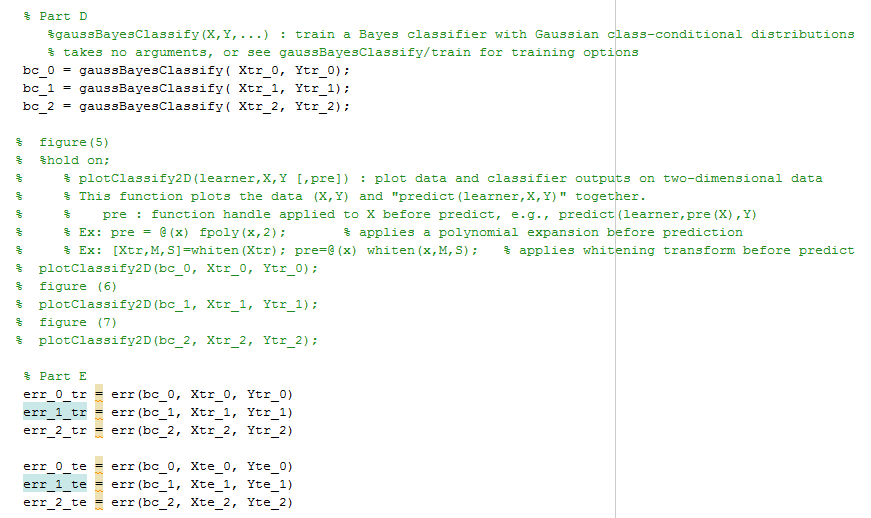 % Part D
%gaussBayesClassify(X,Y,...) : train a Bayes classifier with Gaussian class-conditional distributions
% takes no arguments, or see gaussBayesClassify/train for training options
bc_0 = gaussBayesClassify( Xtr_0, Ytr_0);
bc_1 = gaussBayesClassify( Xtr_1, Ytr_1);
bc_2 = gaussBayesClassify( Xtr_2, Ytr_2);
% figure(5)
% %hold on;
% % plotClassify2D(learner,X,Y [,pre]) : plot data and classifier outputs on two-dimensional data
% % This function plots the data (X,Y) and "predict(learner,X,Y)" together.
% % pre : function handle applied to X before predict, e.g., predict(learner,pre(X),Y)
% % Ex: pre = @(x) fpoly(x,2); % applies a polynomial expansion before prediction
% % Ex: [Xtr,M,S]=whiten(Xtr); pre=@(x) whiten(x,M,S); % applies whitening transform before predict
% plotClassify2D(bc_0, Xtr_0, Ytr_0);
% figure (6)
% plotClassify2D(bc_1, Xtr_1, Ytr_1);
% figure (7)
% plotClassify2D(bc_2, Xtr_2, Ytr_2);
% Part E
err_0_tr = err(bc_0, Xtr_0, Ytr_0)
err_1_tr = err(bc_1, Xtr_1, Ytr_1)
err_2_tr = err(bc_2, Xtr_2, Ytr_2)
err_0_te = err(bc_0, Xte_0, Yte_0)
err_1_te = err(bc_1, Xte_1, Yte_1)
err_2_te = err(bc_2, Xte_2, Yte_2)